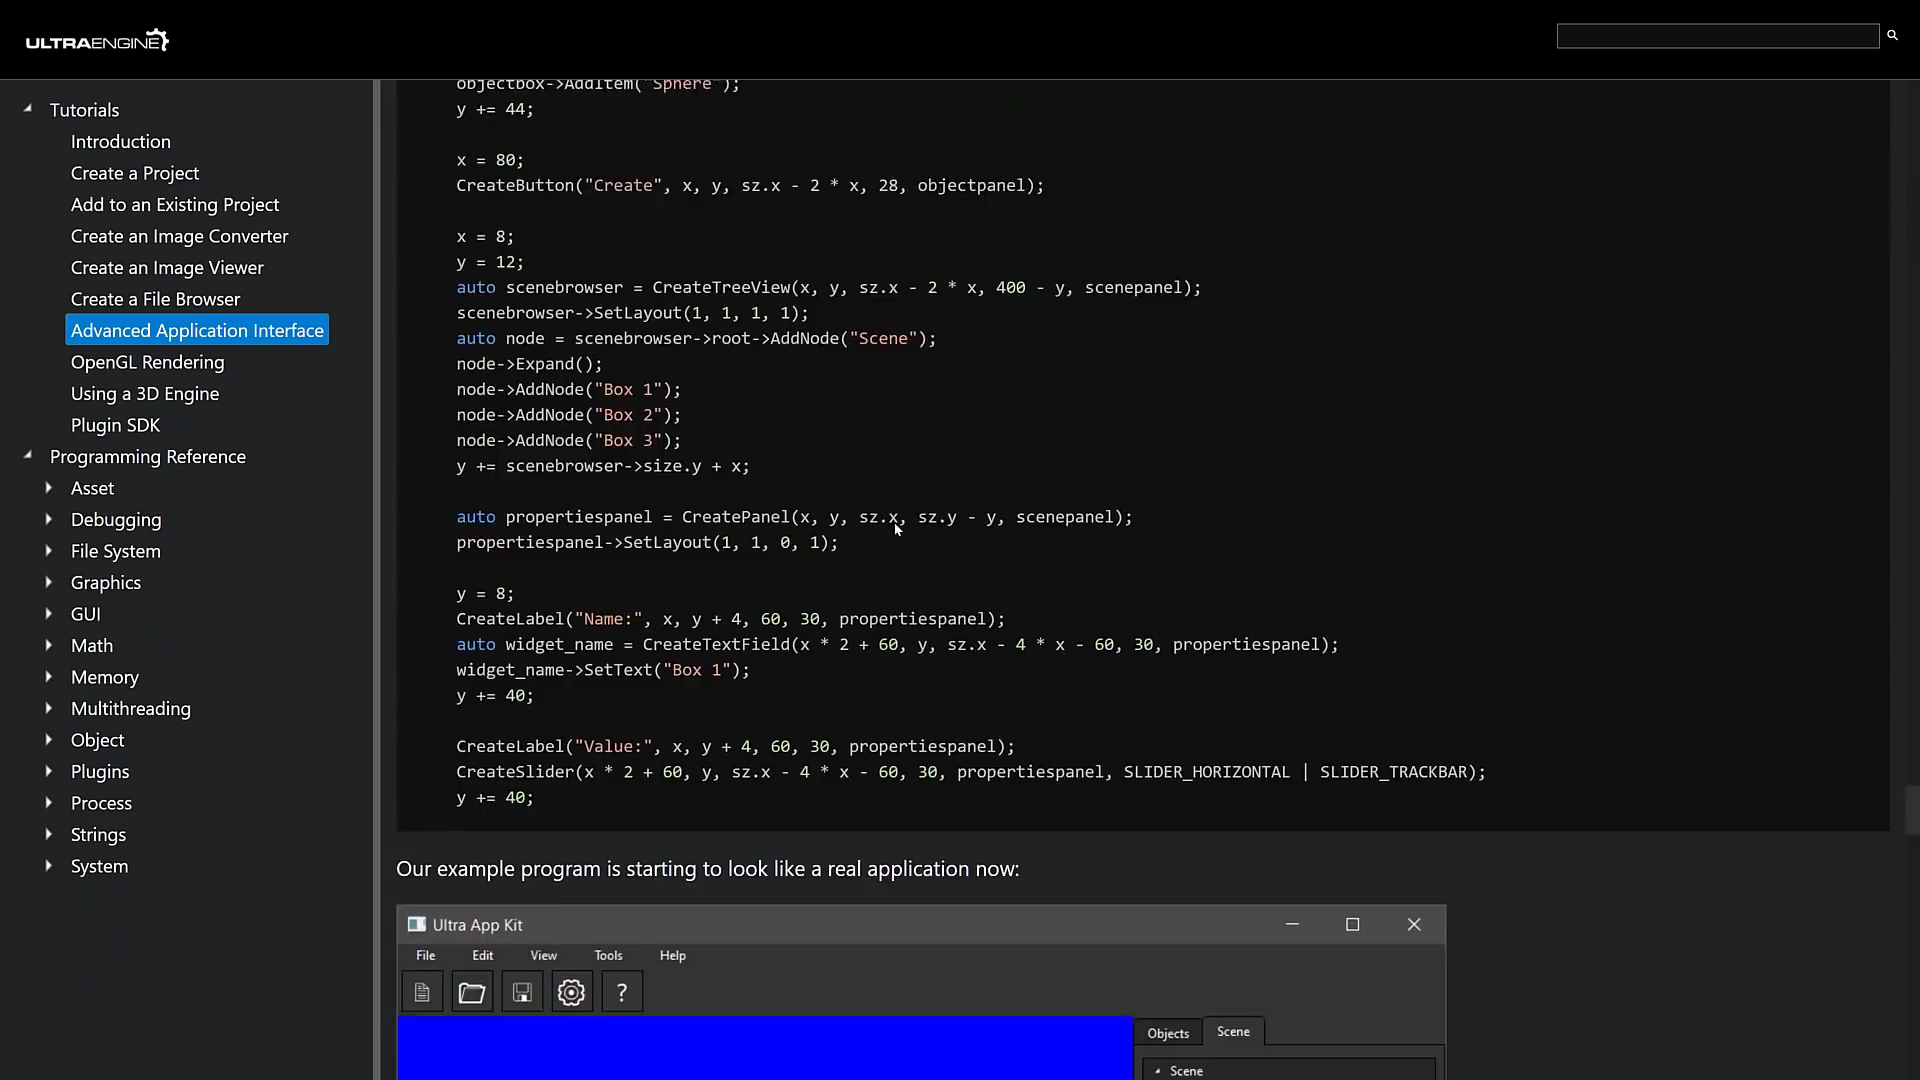 ULTRAENGINE
Tutorials
Introduction
Create a Project
Add to an Existing Project
Create an Image Converter
Create an Image Viewer
Create a File Browser
Advanced Application Interface
OpenGL Rendering
Using a 3D Engine
Plugin SDK
Programming Reference
Asset
Debugging
File System
Graphics
GUI
Math
Memory
Multithreading
Object
Plugins
Process
Strings
System
objectbox->AddItem("Sphere");
y += 44;
x = 80;
CreateButton("Create", x, y, sz.x - 2 * x, 28, objectpanel);
x = 8;
y = 12;
auto scenebrowser = CreateTreeView(x, y, sz.x - 2 * x, 400 - y, scenepanel);
scenebrowser->SetLayout(1, 1, 1, 1);
auto node = scenebrowser->root->AddNode("Scene");
node->Expand();
node->AddNode("Box 1");
node->AddNode("Box 2");
node->AddNode("Box 3");
y += scenebrowser->size.y + x;
auto propertiespanel = CreatePanel(x, y, sz.x, sz.y - y, scenepanel);
propertiespanel->SetLayout(1, 1, 0, 1);
y = 8;
CreateLabel("Name:", x, y + 4, 60, 30, propertiespanel);
auto widget_name = CreateTextField(x * 2 + 60, y, sz.x - 4 * x - 60, 30, propertiespanel);
widget_name->SetText("Box 1");
y += 40;
CreateLabel("Value:", x, y + 4, 60, 30, propertiespanel);
CreateSlider(x * 2 + 60, y, sz.x - 4 * x - 60, 30, propertiespanel, SLIDER_HORIZONTAL | SLIDER_TRACKBAR);
y += 40;
Our example program is starting to look like a real application now:
Ultra App Kit
File Edit View Tools Help
?
Objects Scene
Scene